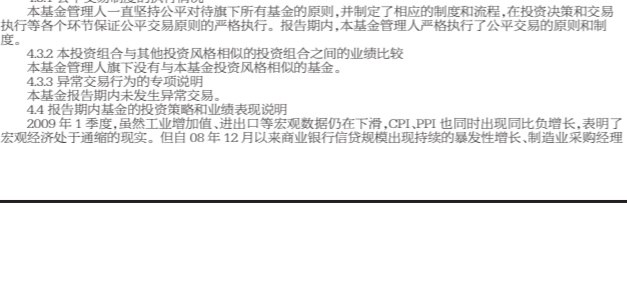 4.3.1 公平交易制度的执行情况
本基金管理人一直坚持公平对待旗下所有基金的原则,并制定了相应的制度和流程,在投资决策和交易
执行等各个环节保证公平交易原则的严格执行。报告期内,本基金管理人严格执行了公平交易的原则和制
度。
4.3.2 本投资组合与其他投资风格相似的投资组合之间的业绩比较
本基金管理人旗下没有与本基金投资风格相似的基金。
4.3.3 异常交易行为的专项说明
本基金报告期内未发生异常交易。
4.4 报告期内基金的投资策略和业绩表现说明
2009 年 1 季度,虽然工业增加值、进出口等宏观数据仍在下滑,CPI、PPI 也同时出现同比负增长,表明了
宏观经济处于通缩的现实。但自 08 年 12 月以来商业银行信贷规模出现持续的暴发性增长、制造业采购经理